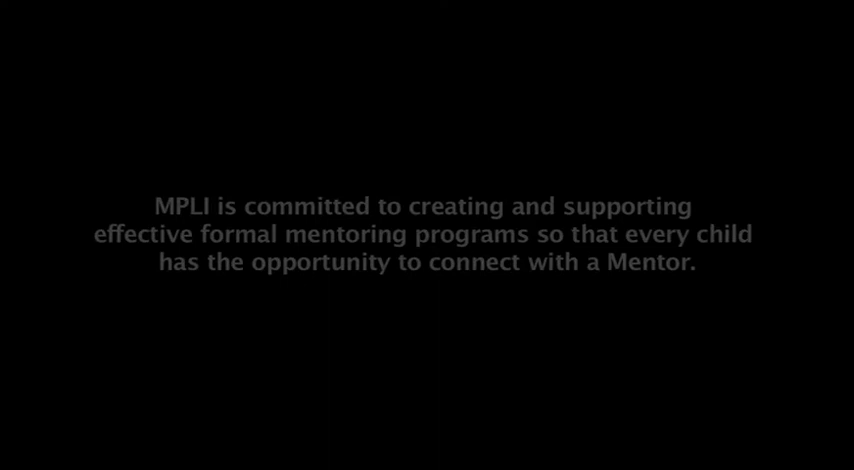 MPLI is committed to creating and supporting
effective formal mentoring programs so that every child
has the opportunity to connect with a Mentor.